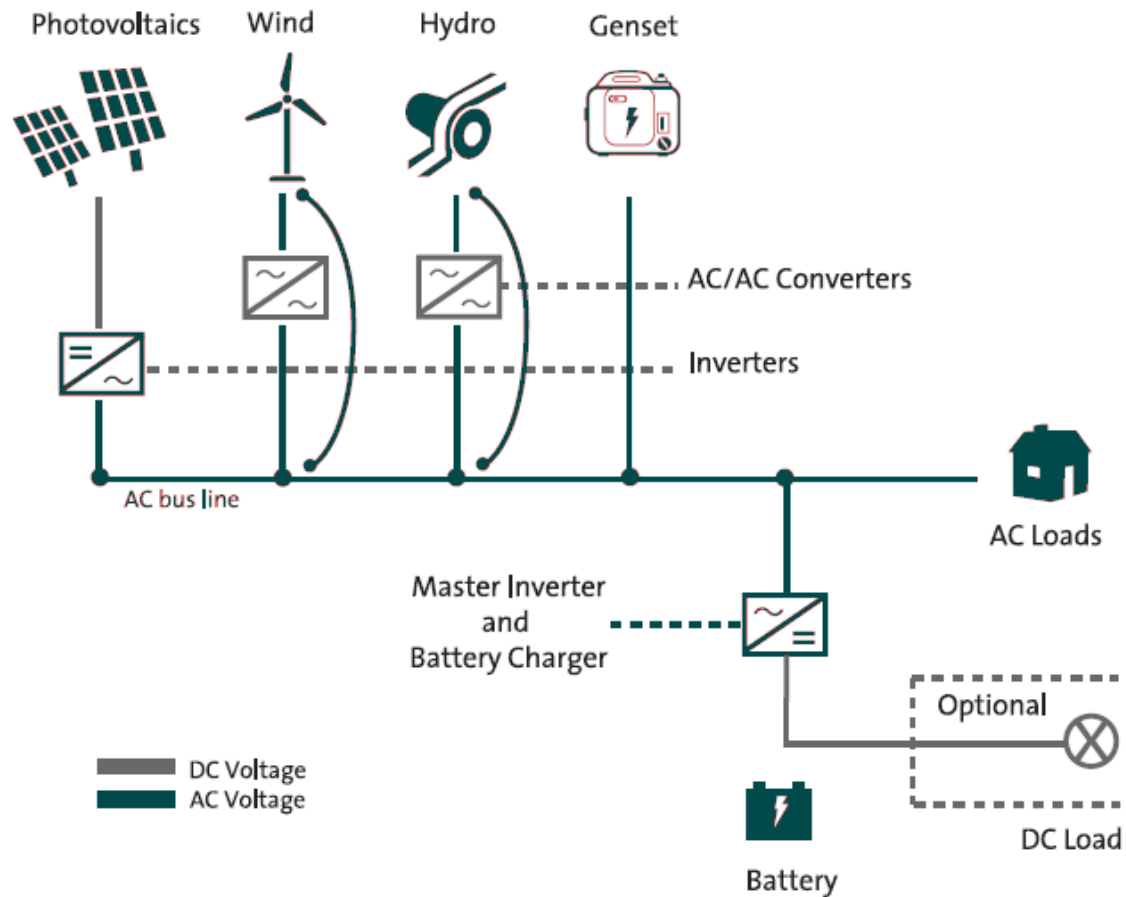 Photovoltaics
Wind
Hydro
Genset
AC/AC Converters
Inverters
AC bus line
AC Loads
Master Inverter
and
Battery Charger
Optional
DC Voltage
AC Voltage
DC Load
Battery